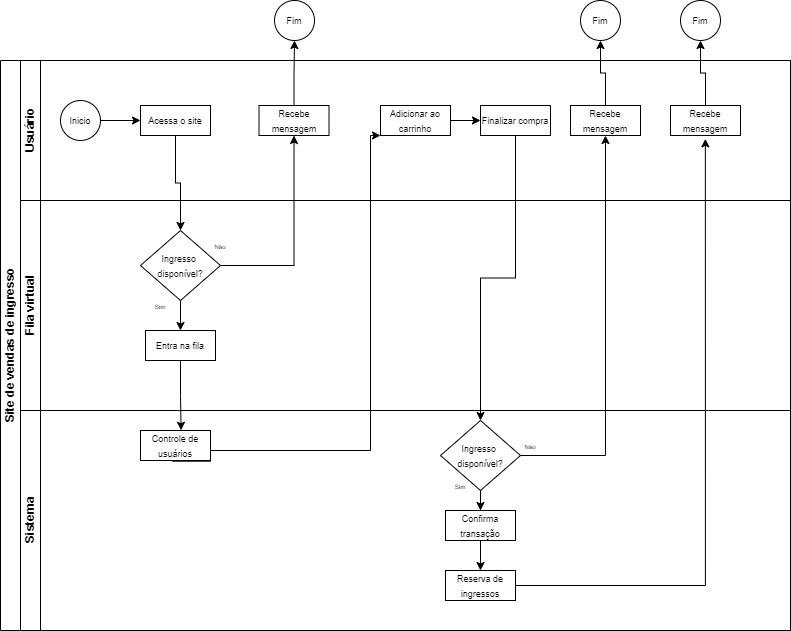 Fim
Fim
Fim
Site de vendas de ingresso
Usuário
Inicio
Acessa o site
Recebe
mensagem
Adicionar ao
carrinho
Finalizar compra
Recebe
mensagem
Recebe
mensagem
Fila virtual
Ingresso
disponível?
Não
Sim
Entra na fila
Sistema
Controle de
usuários
Ingresso
disponível?
Não
Sim
Confirma
transação
Reserva de
ingressos